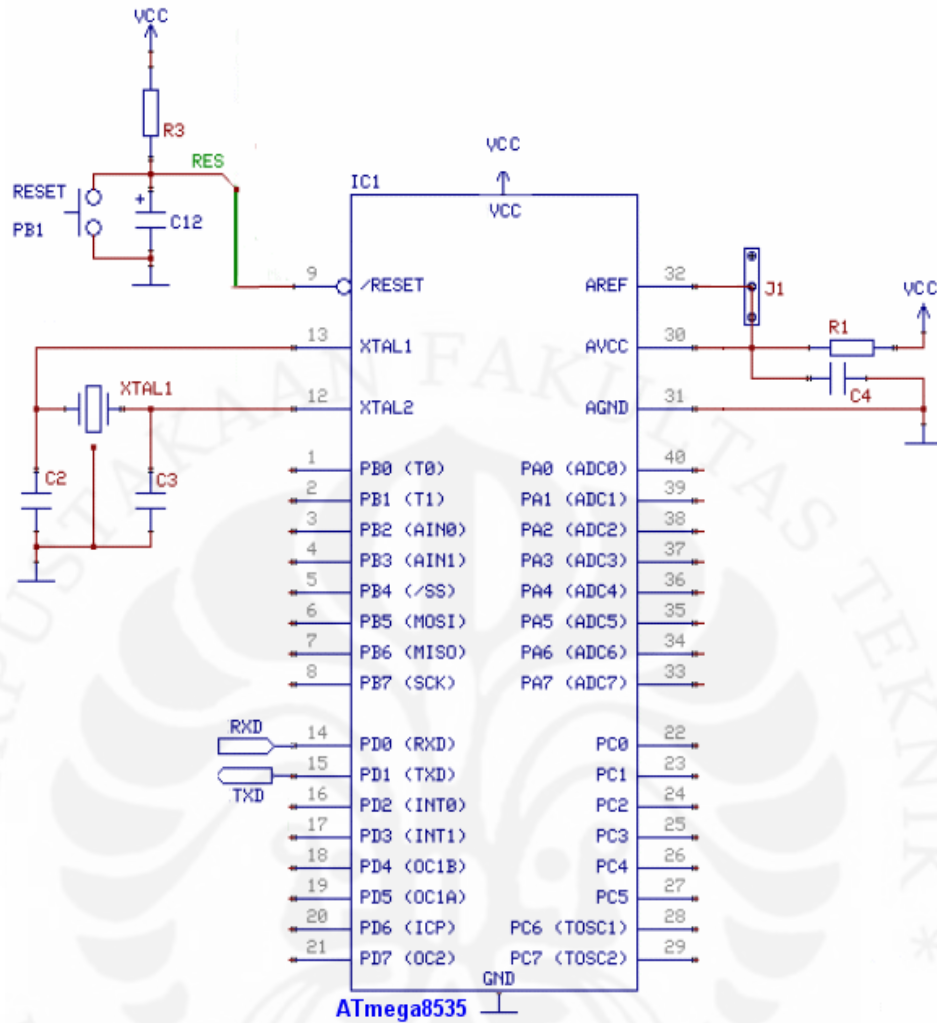 VCC
R3
RES
RESET
PB1
+
C12
VCC
IC1
VCC
9 /RESET AREF 32
J1
VCC
13 XTAL1 AVCC 30
R1
XTAL1
12 XTAL2 AGND 31
C4
C2 C3
1 PB0 (T0) PA0 (ADC0) 40
2 PB1 (T1) PA1 (ADC1) 39
3 PB2 (AIN0) PA2 (ADC2) 38
4 PB3 (AIN1) PA3 (ADC3) 37
5 PB4 (/SS) PA4 (ADC4) 36
6 PB5 (MOSI) PA5 (ADC5) 35
7 PB6 (MISO) PA6 (ADC6) 34
8 PB7 (SCK) PA7 (ADC7) 33
RXD
14 PD0 (RXD) PC0 22
15 PD1 (TXD) PC1 23
TXD
16 PD2 (INT0) PC2 24
17 PD3 (INT1) PC3 25
18 PD4 (OC1B) PC4 26
19 PD5 (OC1A) PC5 27
20 PD6 (ICP) PC6 (TOSC1) 28
21 PD7 (OC2) PC7 (TOSC2) 29
GND
ATmega8535
RPUSTAKAAN FAKULTAS TEKNIK *